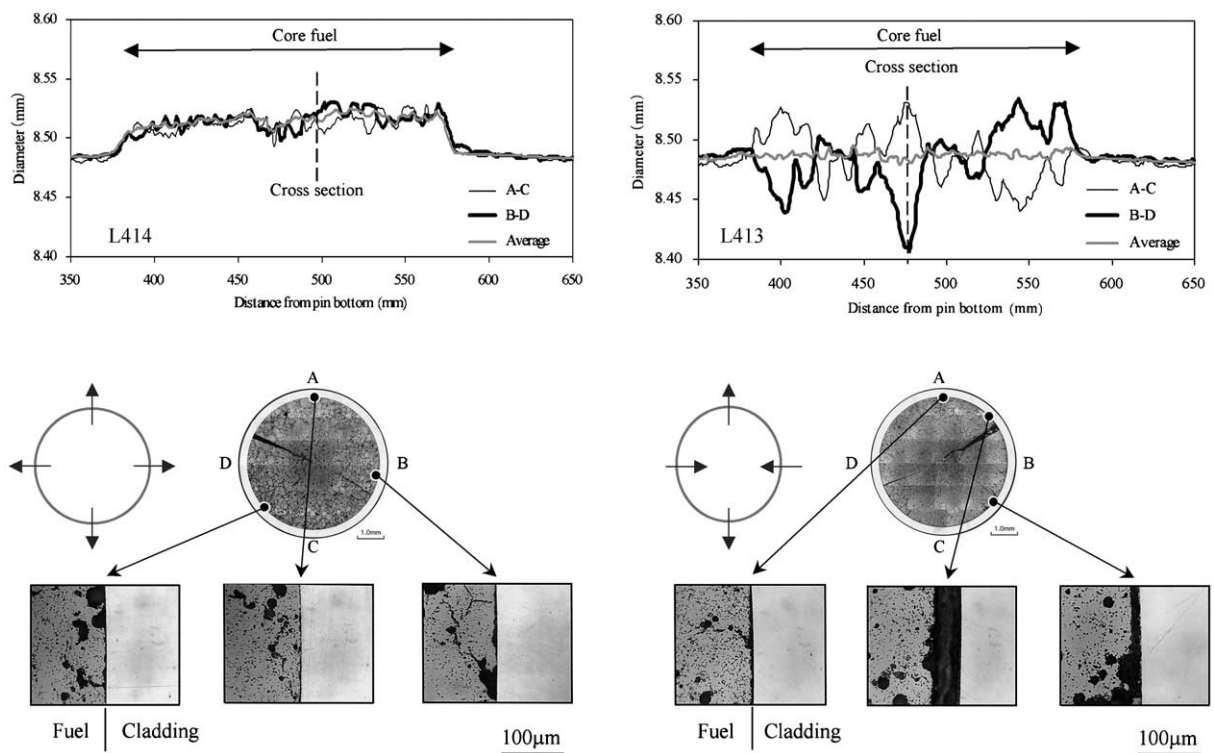 8.60
8.55
8.50
8.45
8.40
Diameter (mm)
Core fuel
Cross section
A-C
B-D
Average
L414
350 400 450 500 550 600 650
Distance from pin bottom (mm)
8.60
8.55
8.50
8.45
8.40
Diameter (mm)
Core fuel
Cross section
A-C
B-D
Average
L413
350 400 450 500 550 600 650
Distance from pin bottom (mm)
A
D
B
C
1.0mm
Fuel Cladding
100μm
A
D
B
C
1.0mm
Fuel Cladding
100μm